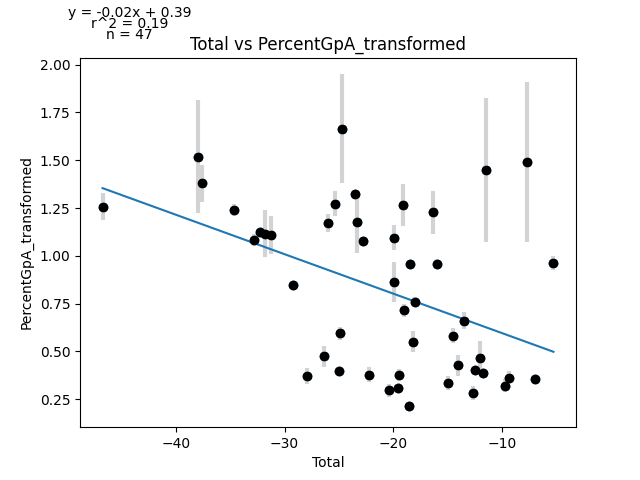 y = -0.02x + 0.39
r^2 = 0.19
n = 47
Total vs PercentGpA_transformed
PercentGpA_transformed
2.00
1.75
1.50
1.25
1.00
0.75
0.50
0.25
−40
−30
−20
−10
Total